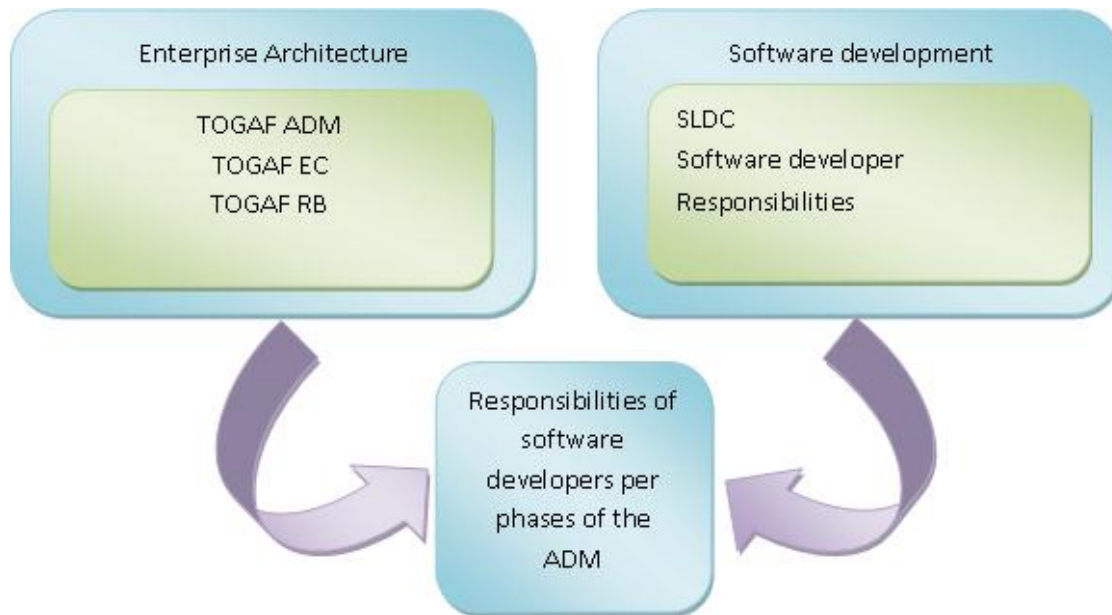 Enterprise Architecture
TOGAF ADM
TOGAF EC
TOGAF RB
Software development
SLDC
Software developer
Responsibilities
Responsibilities of
software
developers per
phases of the
ADM